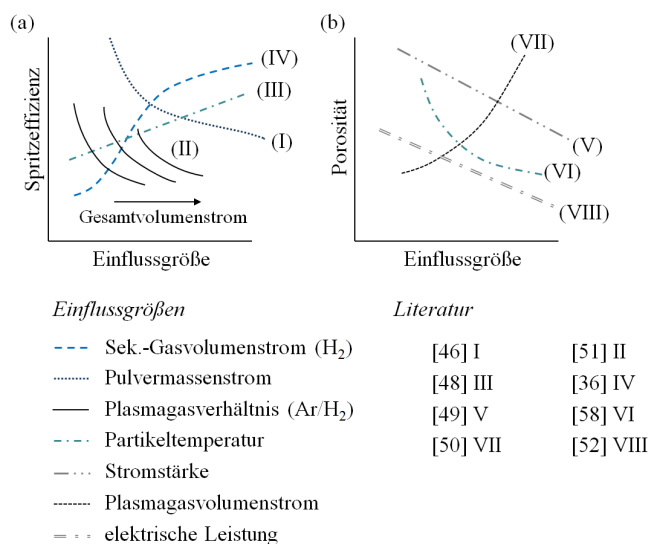 (a)
(b)
Spritzeffizienz
(IV)
(III)
(II)
(I)
Gesamtvolumenstrom
Einflussgröße
Porosität
(VII)
(V)
(VI)
(VIII)
Einflussgröße
Einflussgrößen
Sek.-Gasvolumenstrom (H₂)
Pulvermassenstrom
Plasmagasverhältnis (Ar/H₂)
Partikeltemperatur
Stromstärke
Plasmagasvolumenstrom
elektrische Leistung
Literatur
[46] I [51] II
[48] III [36] IV
[49] V [58] VI
[50] VII [52] VIII